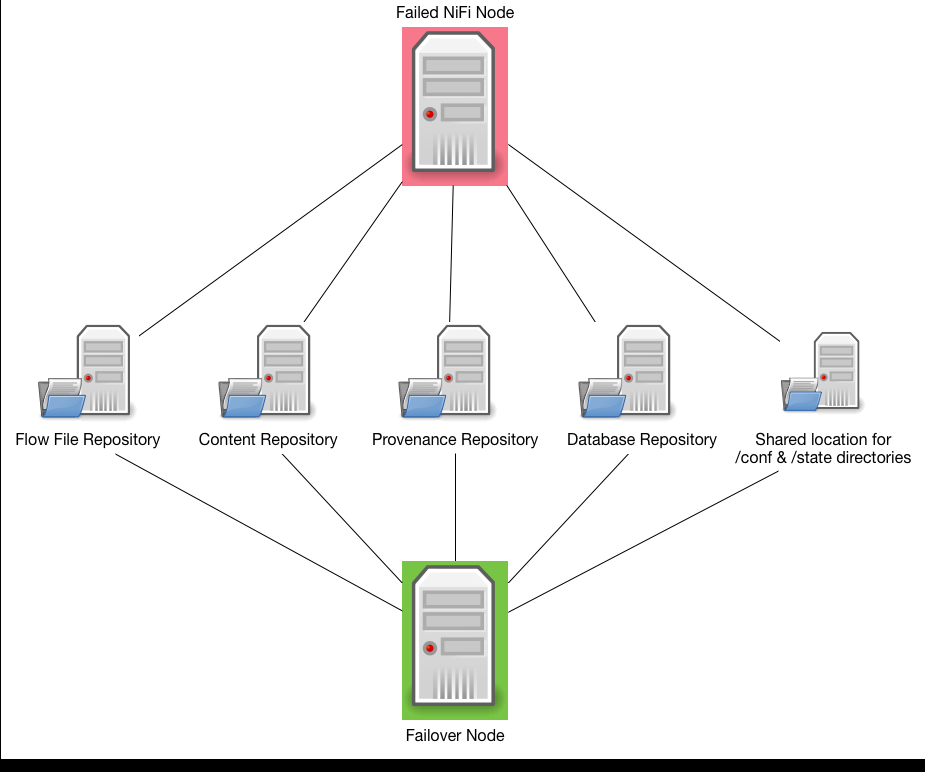 Failed NiFi Node
Flow File Repository
Content Repository
Provenance Repository
Database Repository
Shared location for
/conf & /state directories
Failover Node